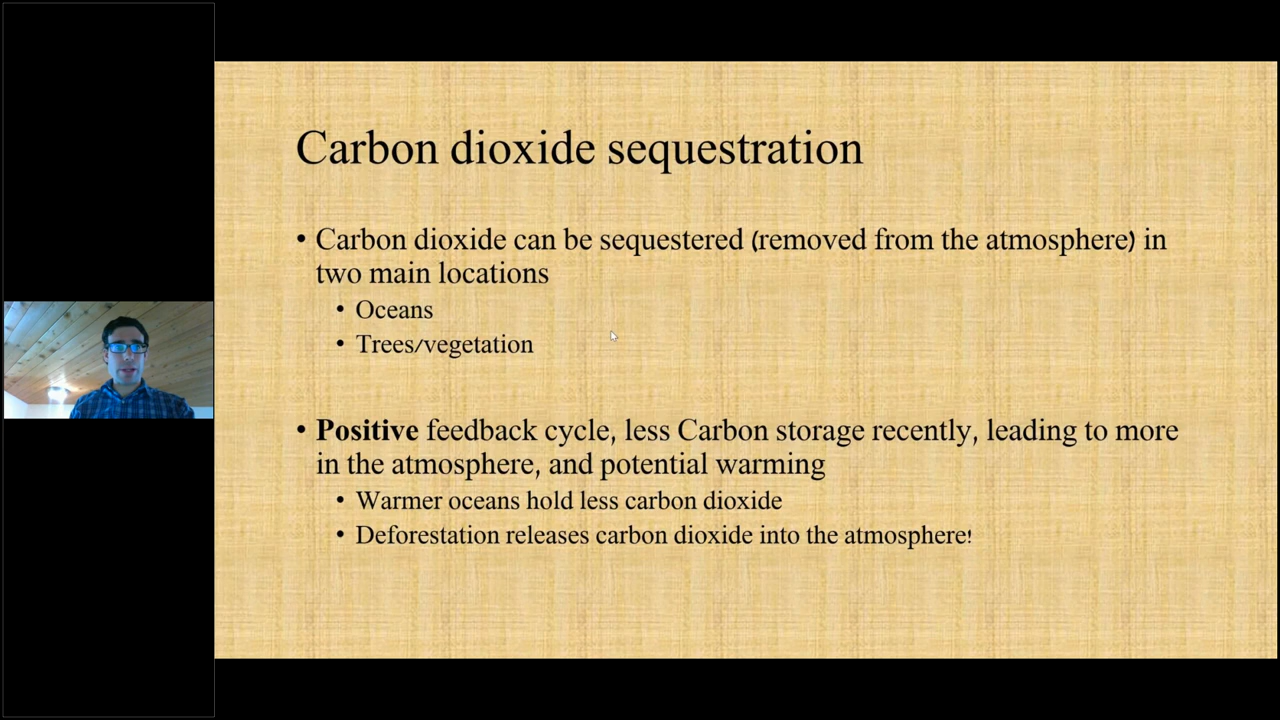 Carbon dioxide sequestration
• Carbon dioxide can be sequestered (removed from the atmosphere) in
two main locations
• Oceans
• Trees/vegetation
• Positive feedback cycle, less Carbon storage recently, leading to more
in the atmosphere, and potential warming
• Warmer oceans hold less carbon dioxide
• Deforestation releases carbon dioxide into the atmosphere!